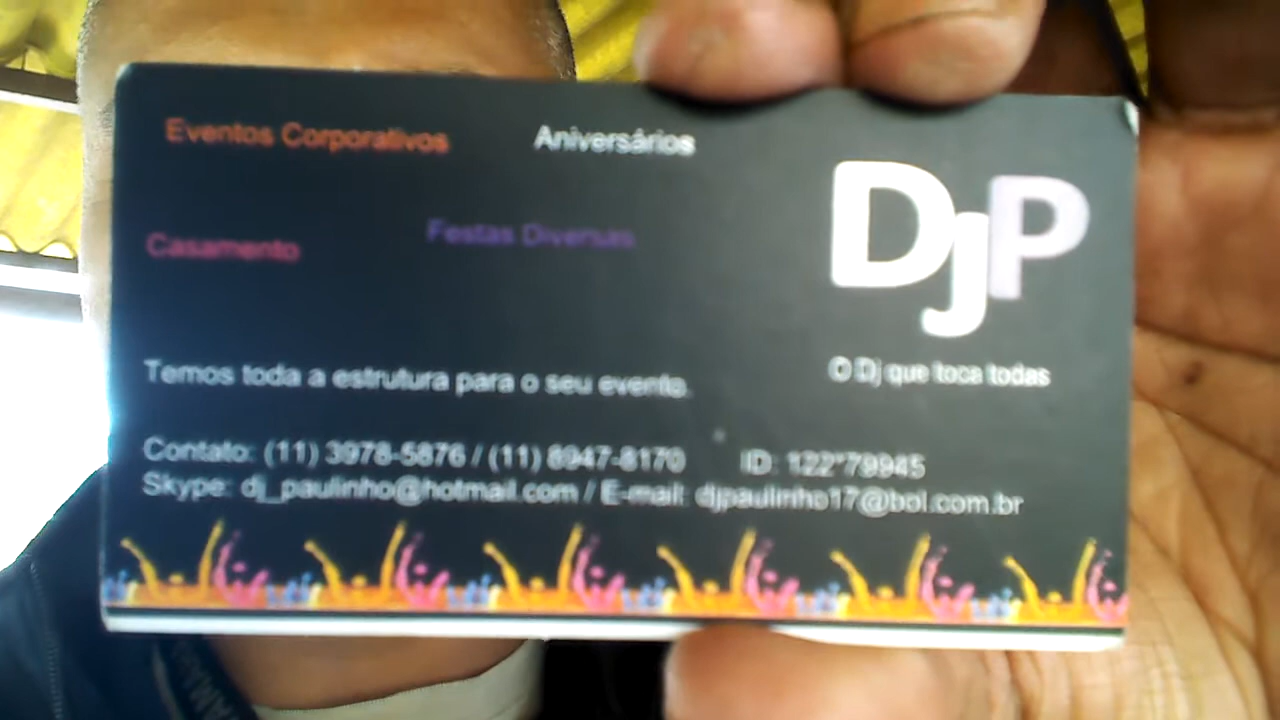 Eventos Corporativos
Aniversários
DjP
Casamento
Festas Diversas
O Dj que toca todas
Temos toda a estrutura para o seu evento.
Contato: (11) 3978-5876 / (11) 8947-8170 ID: 122*79945
Skype: dj_paulinho@hotmail.com / E-mail: djpaulinho17@bol.com.br